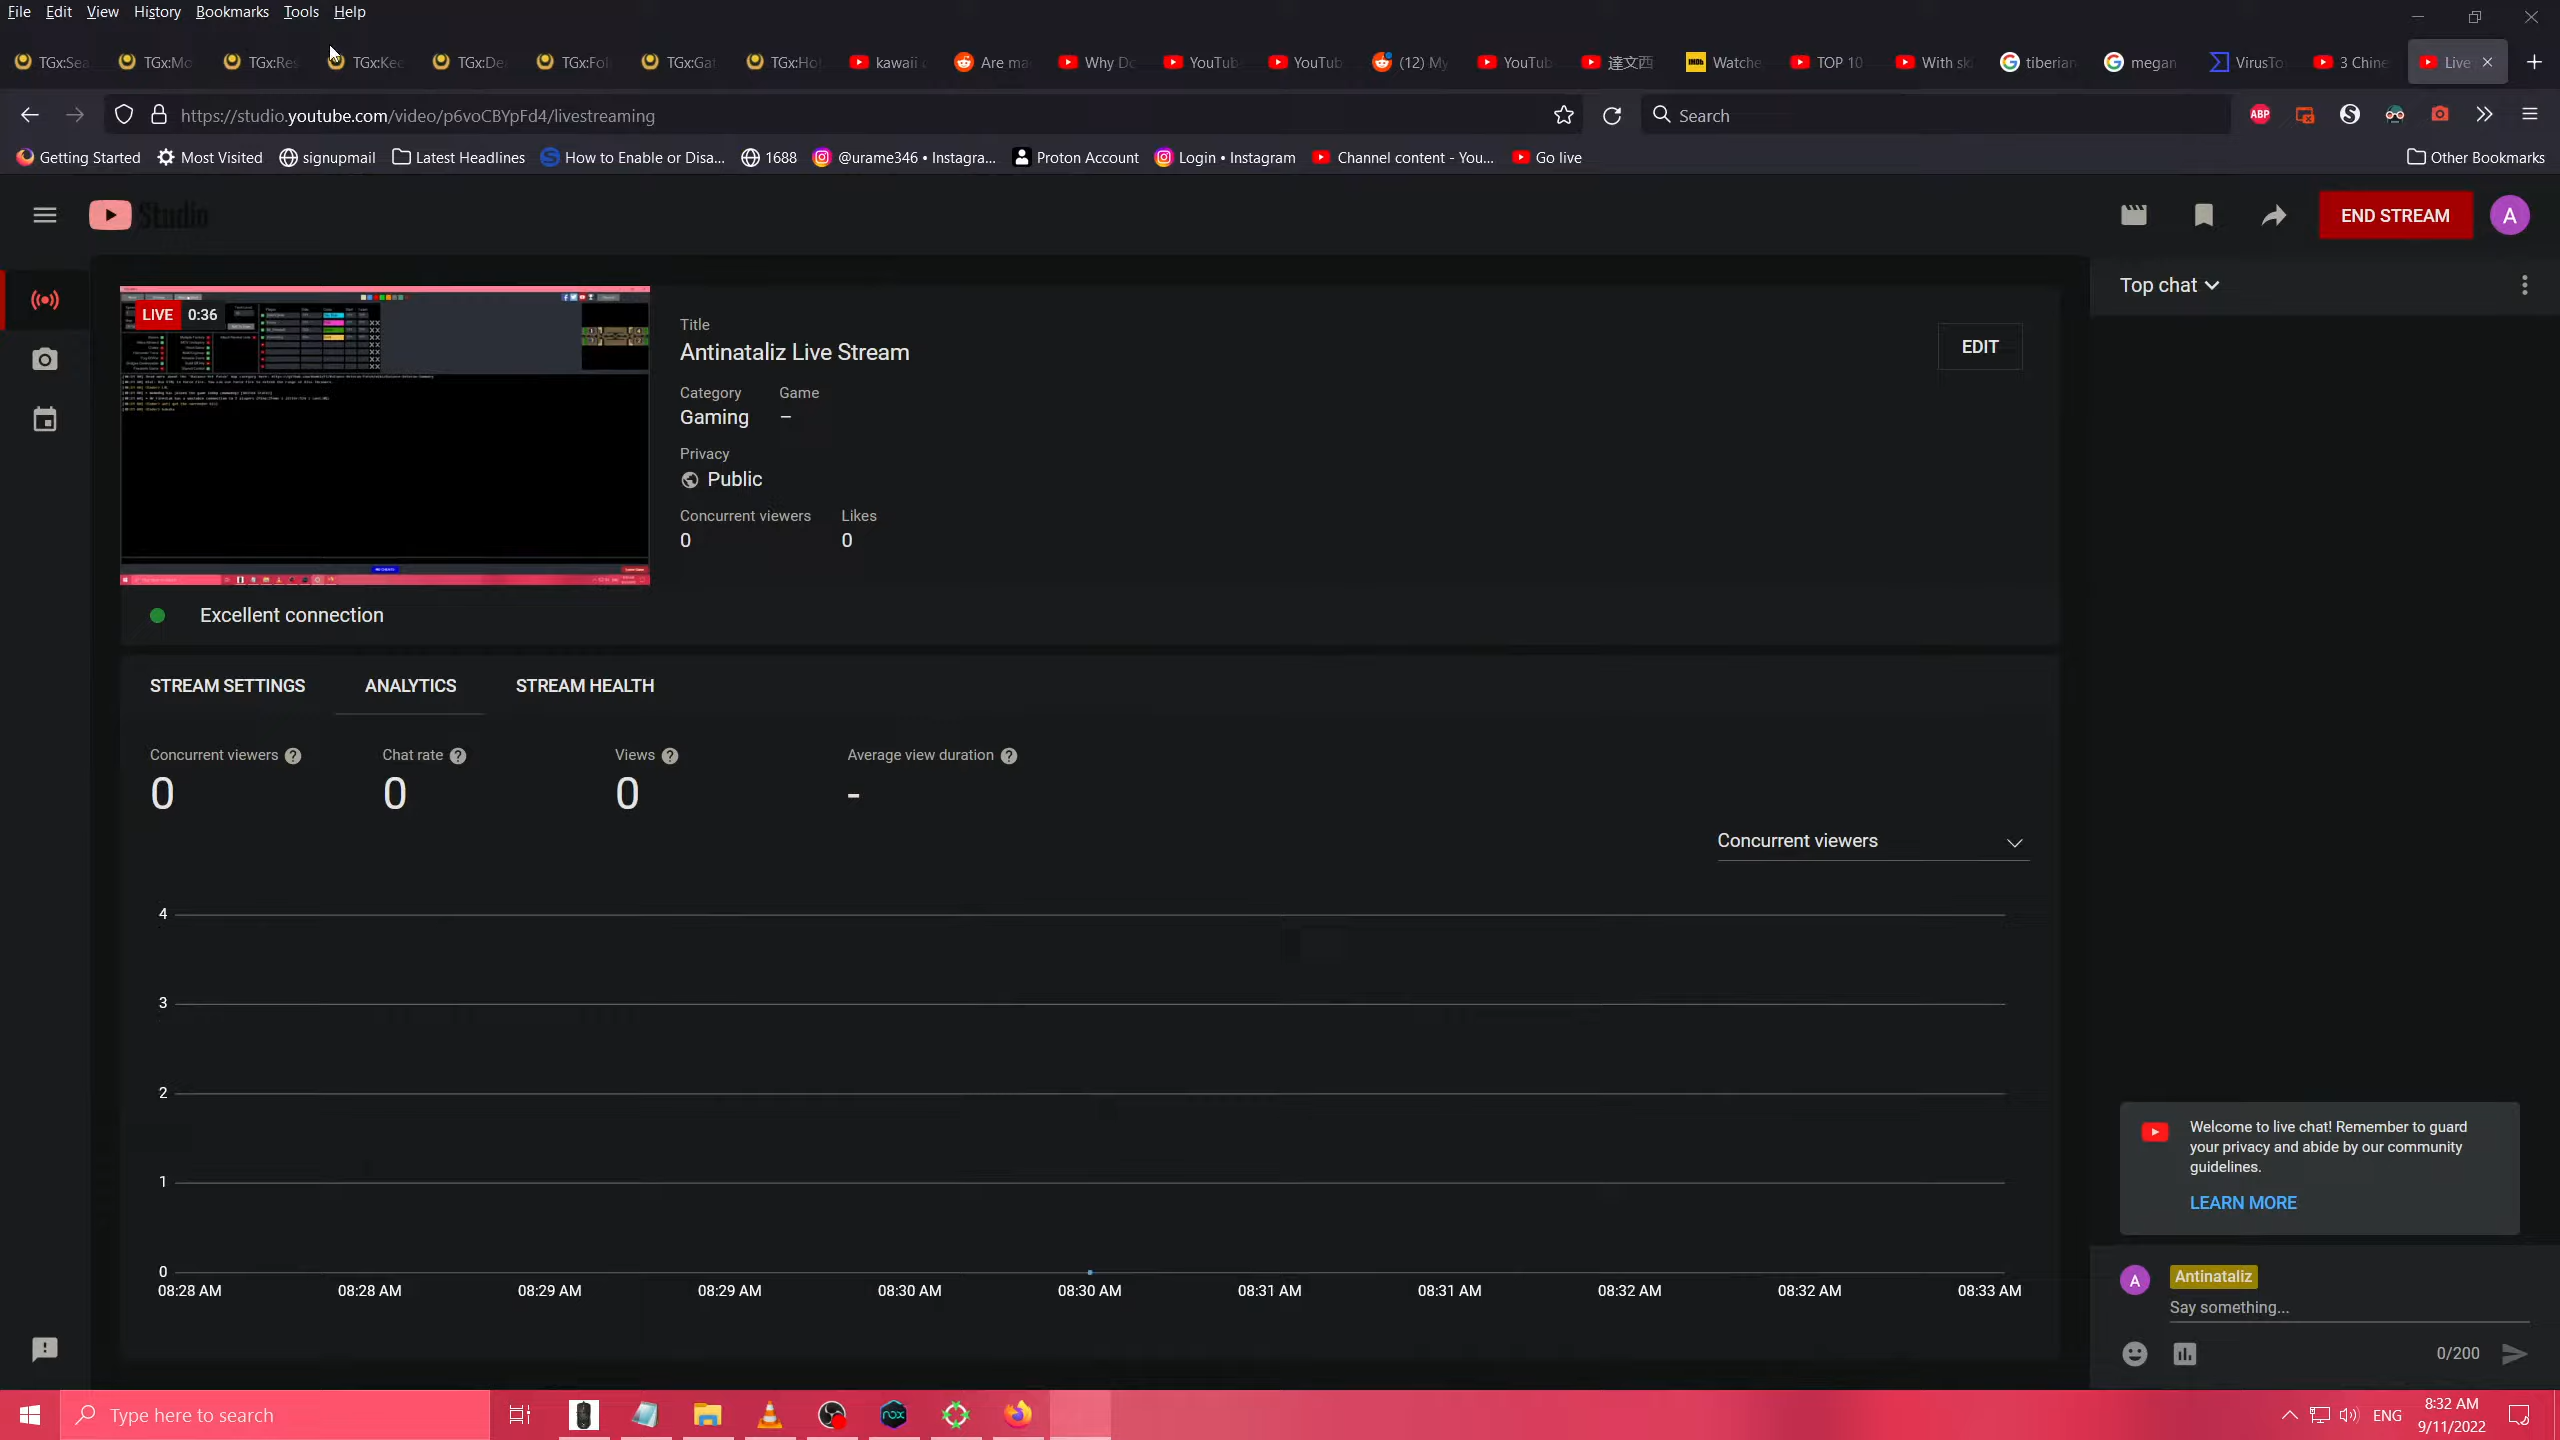 File Edit View History Bookmarks Tools Help
TGx:Sea TGx:Mo TGx:Res TGx:Kec TGx:De TGx:Fol TGx:Gat TGx:Ho kawaii Are ma Why Do YouTub YouTub (12) My YouTub 達文西 IMDb Watche TOP 10 With sk tiberian megan VirusTo 3 Chine Live
https://studio.youtube.com/video/p6voCBYpFd4/livestreaming Search ABP
Getting Started Most Visited signupmail Latest Headlines How to Enable or Disa... 1688 @urame346 • Instagra... Proton Account Login • Instagram Channel content - You... Go live Other Bookmarks
Studio END STREAM A
Top chat
LIVE 0:36
Title
Antinataliz Live Stream
EDIT
Category Game
Gaming –
Privacy
Public
Concurrent viewers Likes
0 0
Excellent connection
STREAM SETTINGS ANALYTICS STREAM HEALTH
Concurrent viewers Chat rate Views Average view duration
0 0 0 -
Concurrent viewers
4
3
2
1
0
08:28 AM 08:28 AM 08:29 AM 08:29 AM 08:30 AM 08:30 AM 08:31 AM 08:31 AM 08:32 AM 08:32 AM 08:33 AM
Welcome to live chat! Remember to guard
your privacy and abide by our community
guidelines.
LEARN MORE
A Antinataliz
Say something...
0/200
Type here to search nox ENG 8:32 AM
9/11/2022